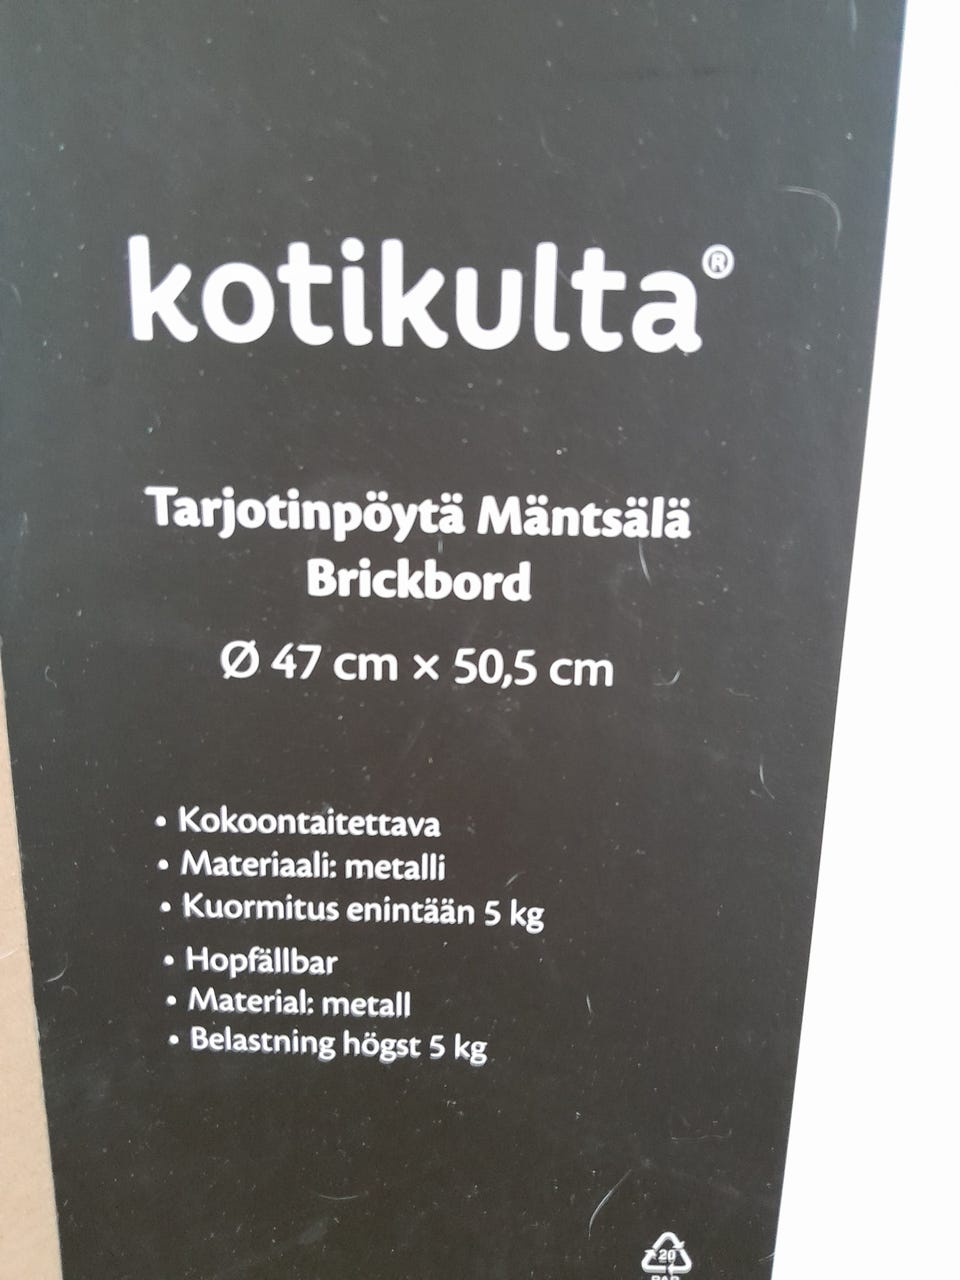 kotikulta®
Tarjotinpöytä Mäntsälä
Brickbord
Ø 47 cm × 50,5 cm
• Kokoontaitettava
• Materiaali: metalli
• Kuormitus enintään 5 kg
• Hopfällbar
• Material: metall
• Belastning högst 5 kg
20
PAP